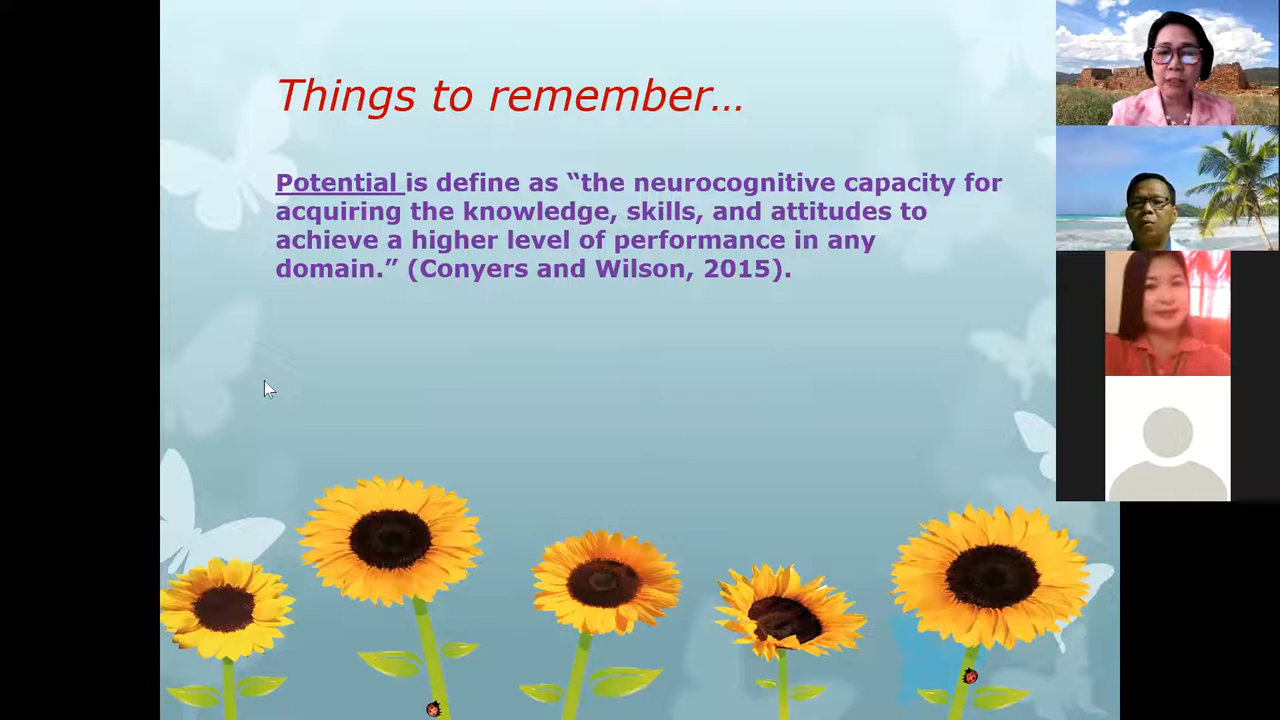 Things to remember…
Potential is define as “the neurocognitive capacity for
acquiring the knowledge, skills, and attitudes to
achieve a higher level of performance in any
domain.” (Conyers and Wilson, 2015).